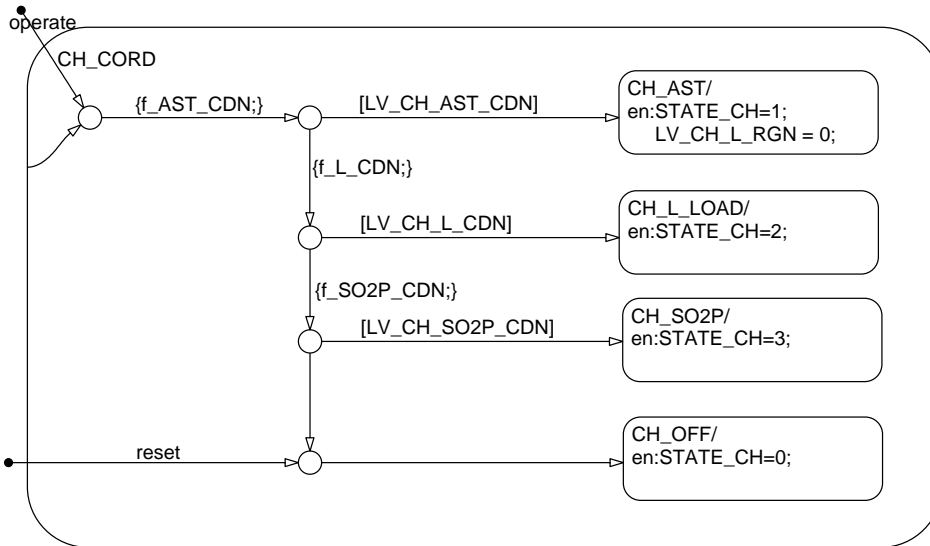 operate
CH_CORD
{f_AST_CDN;}
[LV_CH_AST_CDN]
CH_AST/
en:STATE_CH=1;
LV_CH_L_RGN = 0;
{f_L_CDN;}
[LV_CH_L_CDN]
CH_L_LOAD/
en:STATE_CH=2;
{f_SO2P_CDN;}
[LV_CH_SO2P_CDN]
CH_SO2P/
en:STATE_CH=3;
reset
CH_OFF/
en:STATE_CH=0;